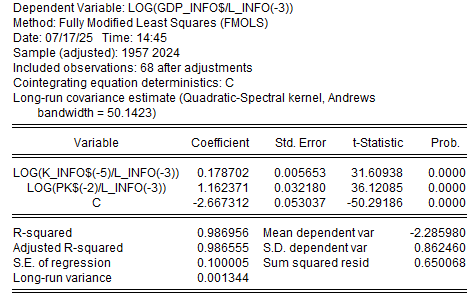 Dependent Variable: LOG(GDP_INFO$/L_INFO(-3))
Method: Fully Modified Least Squares (FMOLS)
Date: 07/17/25 Time: 14:45
Sample (adjusted): 1957 2024
Included observations: 68 after adjustments
Cointegrating equation deterministics: C
Long-run covariance estimate (Quadratic-Spectral kernel, Andrews
bandwidth = 50.1423)
Variable Coefficient Std. Error t-Statistic Prob.
LOG(K_INFO$(-5)/L_INFO(-3)) 0.178702 0.005653 31.60938 0.0000
LOG(PK$(-2)/L_INFO(-3)) 1.162371 0.032180 36.12085 0.0000
C -2.667312 0.053037 -50.29186 0.0000
R-squared 0.986956 Mean dependent var -2.285980
Adjusted R-squared 0.986555 S.D. dependent var 0.862460
S.E. of regression 0.100005 Sum squared resid 0.650068
Long-run variance 0.001344